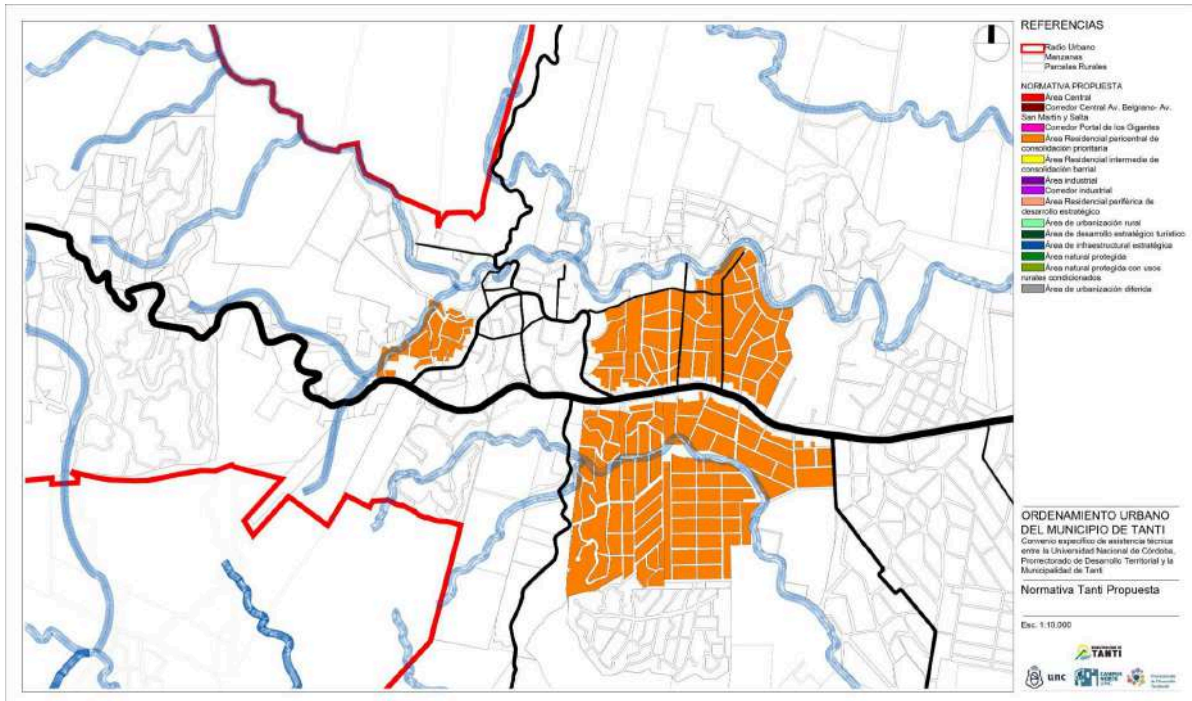 REFERENCIAS
Radio Urbano
Manzanas
Parcelas Rurales
NORMATIVA PROPUESTA
Área Central
Corredor Central Av. Belgrano- Av.
San Martín y Salta
Corredor Portal de los Gigantes
Área Residencial pericentral de
consolidación prioritaria
Área Residencial intermedia de
consolidación barrial
Área industrial
Corredor industrial
Área Residencial periférica de
desarrollo estratégico
Área de urbanización rural
Área de desarrollo estratégico turístico
Área de infraestructural estratégica
Área natural protegida
Área natural protegida con usos
rurales condicionados
Área de urbanización diferida
ORDENAMIENTO URBANO
DEL MUNICIPIO DE TANTI
Convenio específico de asistencia técnica
entre la Universidad Nacional de Córdoba,
Prorrectorado de Desarrollo Territorial y la
Municipalidad de Tanti
Normativa Tanti Propuesta
Esc. 1:10.000
TANTI
unc
CAMPUS
NORTE